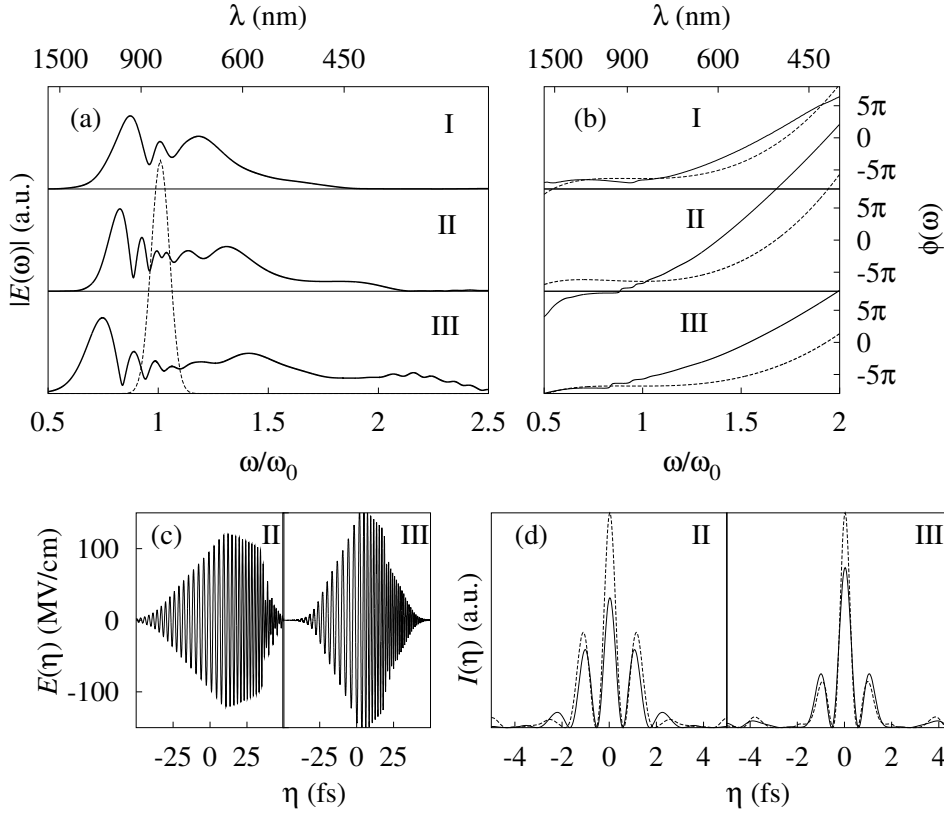 λ (nm)
λ (nm)
1500 900 600 450
1500 900 600 450
(a)
(b)
I
I
II
II
III
III
|E(ω)| (a.u.)
5π
0
-5π
5π
0
-5π
5π
0
-5π
ϕ(ω)
0.5 1 1.5 2 2.5
0.5 1 1.5 2
ω/ω0
ω/ω0
(c) II III
(d) II III
E(η) (MV/cm)
100
0
-100
I(η) (a.u.)
-25 0 25 -25 0 25
-4 -2 0 2 4 -4 -2 0 2 4
η (fs)
η (fs)